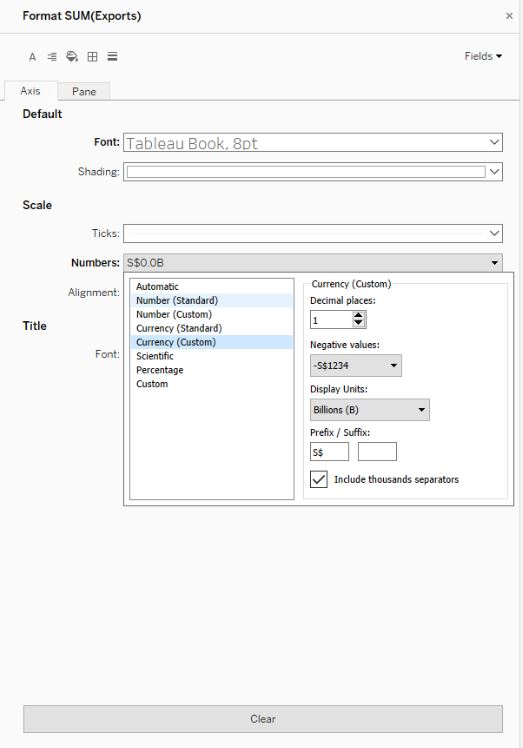 Format SUM(Exports)
A
Fields
Axis
Pane
Default
Font: Tableau Book, 8pt
Shading:
Scale
Ticks:
Numbers: S$0.0B
Alignment:
Title
Font:
Automatic
Number (Standard)
Number (Custom)
Currency (Standard)
Currency (Custom)
Scientific
Percentage
Custom
Currency (Custom)
Decimal places:
1
Negative values:
-S$1234
Display Units:
Billions (B)
Prefix / Suffix:
S$
Include thousands separators
Clear